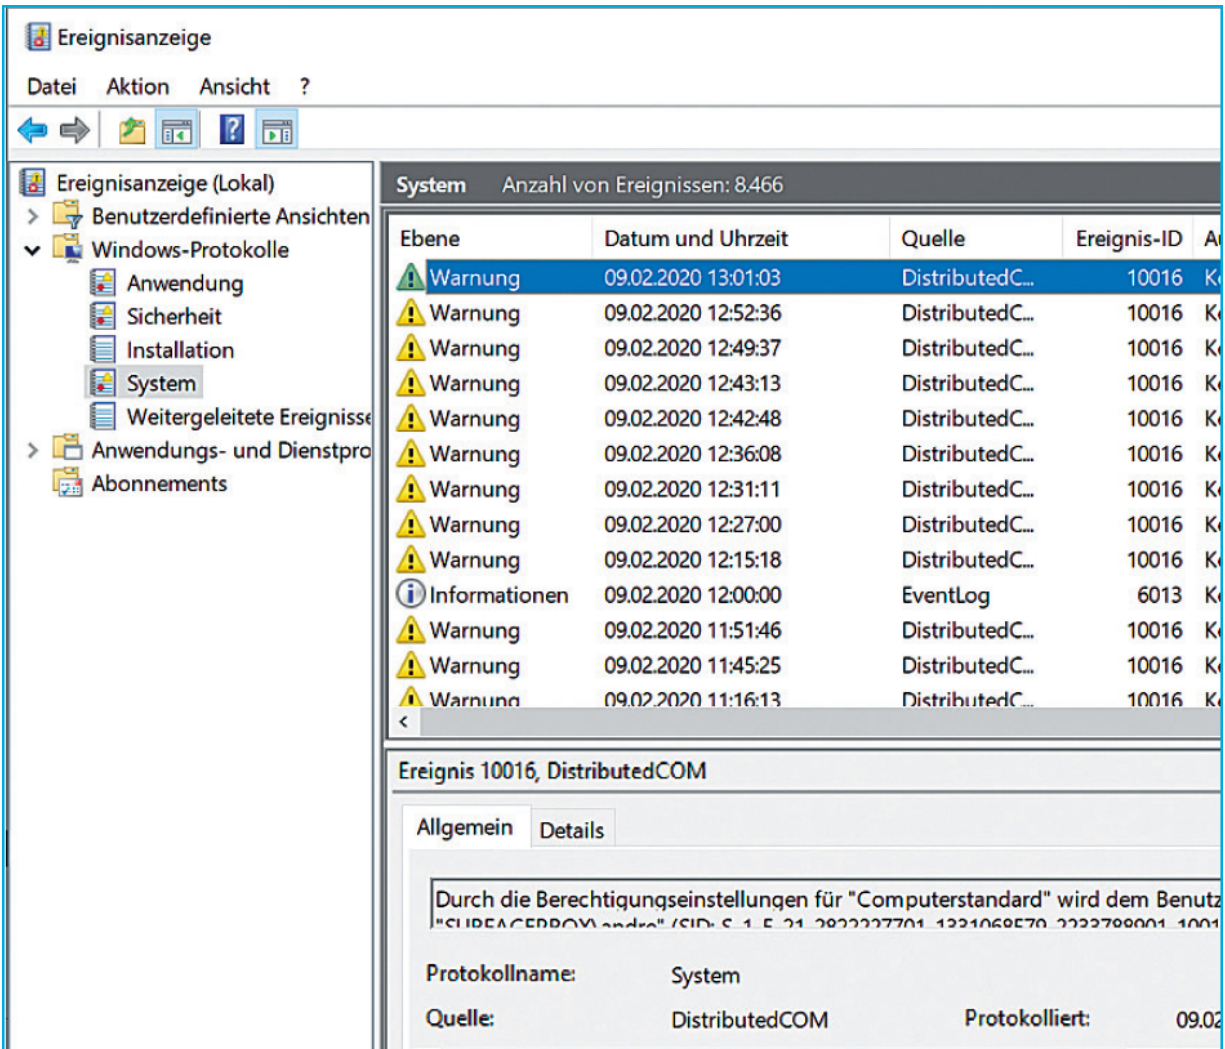 Ereignisanzeige
Datei Aktion Ansicht ?
Ereignisanzeige (Lokal)
Benutzerdefinierte Ansichten
Windows-Protokolle
Anwendung
Sicherheit
Installation
System
Weitergeleitete Ereignisse
Anwendungs- und Dienstpro
Abonnements
System Anzahl von Ereignissen: 8.466
Ebene Datum und Uhrzeit Quelle Ereignis-ID
Warnung 09.02.2020 13:01:03 DistributedC... 10016
Warnung 09.02.2020 12:52:36 DistributedC... 10016
Warnung 09.02.2020 12:49:37 DistributedC... 10016
Warnung 09.02.2020 12:43:13 DistributedC... 10016
Warnung 09.02.2020 12:42:48 DistributedC... 10016
Warnung 09.02.2020 12:36:08 DistributedC... 10016
Warnung 09.02.2020 12:31:11 DistributedC... 10016
Warnung 09.02.2020 12:27:00 DistributedC... 10016
Warnung 09.02.2020 12:15:18 DistributedC... 10016
Informationen 09.02.2020 12:00:00 EventLog 6013
Warnung 09.02.2020 11:51:46 DistributedC... 10016
Warnung 09.02.2020 11:45:25 DistributedC... 10016
Warnung 09.02.2020 11:16:13 DistributedC... 10016
Ereignis 10016, DistributedCOM
Allgemein Details
Durch die Berechtigungseinstellungen für "Computerstandard" wird dem Benutz
(SID: S-1-5-21-2822227701-1331068579-2233788901-1001
Protokollname: System
Quelle: DistributedCOM Protokolliert: 09.02